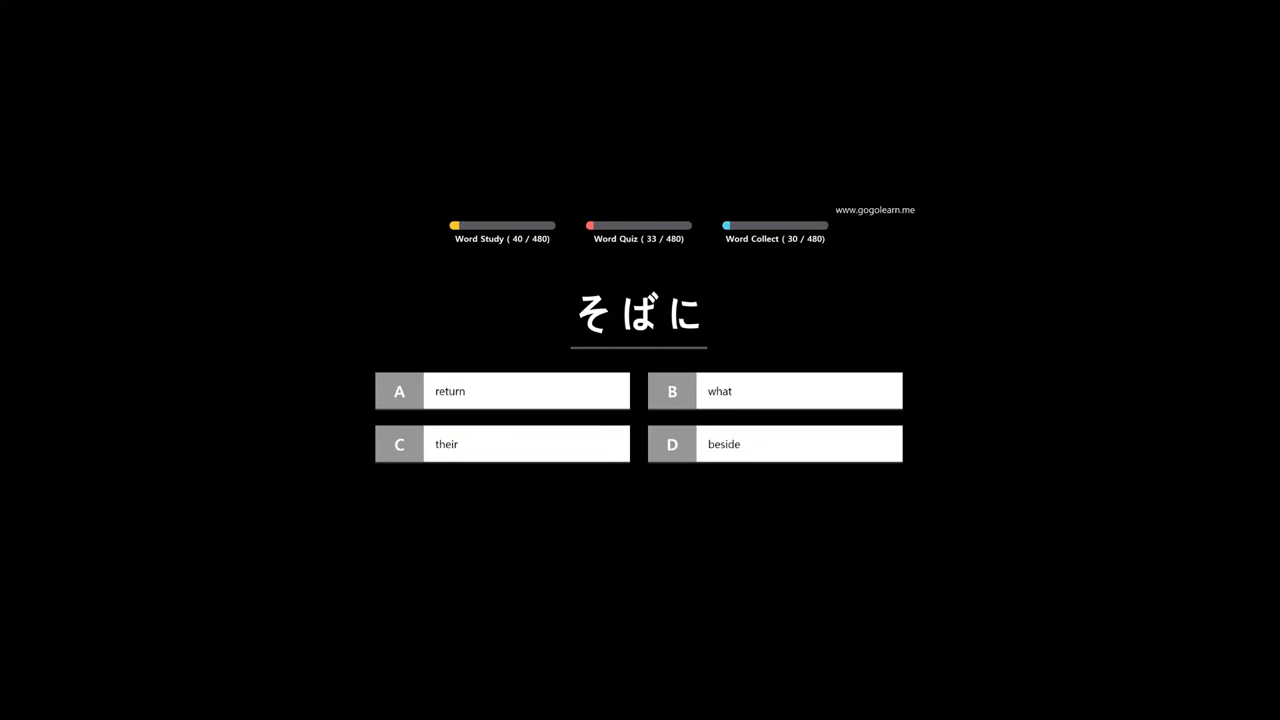 www.gogolearn.me
Word Study ( 40 / 480)
Word Quiz ( 33 / 480)
Word Collect ( 30 / 480)
そばに
A return
B what
C their
D beside